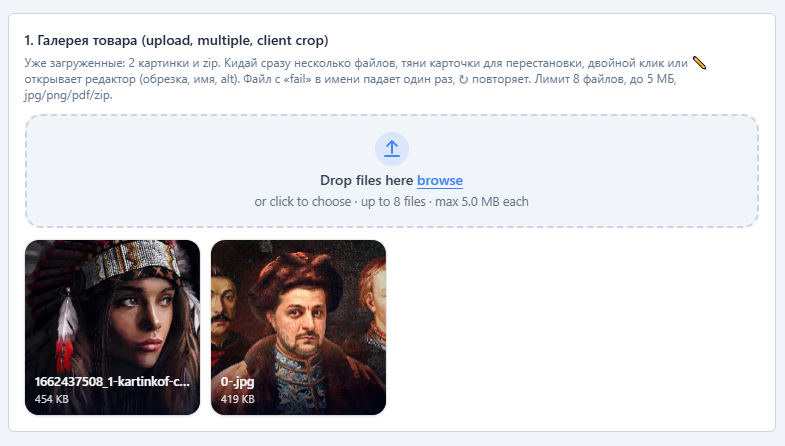 1. Галерея товара (upload, multiple, client crop)
Уже загруженные: 2 картинки и zip. Кидай сразу несколько файлов, тяни карточки для перестановки, двойной клик или ✏️
открывает редактор (обрезка, имя, alt). Файл с «fail» в имени падает один раз, ↻ повторяет. Лимит 8 файлов, до 5 МБ,
jpg/png/pdf/zip.
Drop files here browse
or click to choose · up to 8 files · max 5.0 MB each
1662437508_1-kartinkof-c...
454 KB
0-.jpg
419 KB